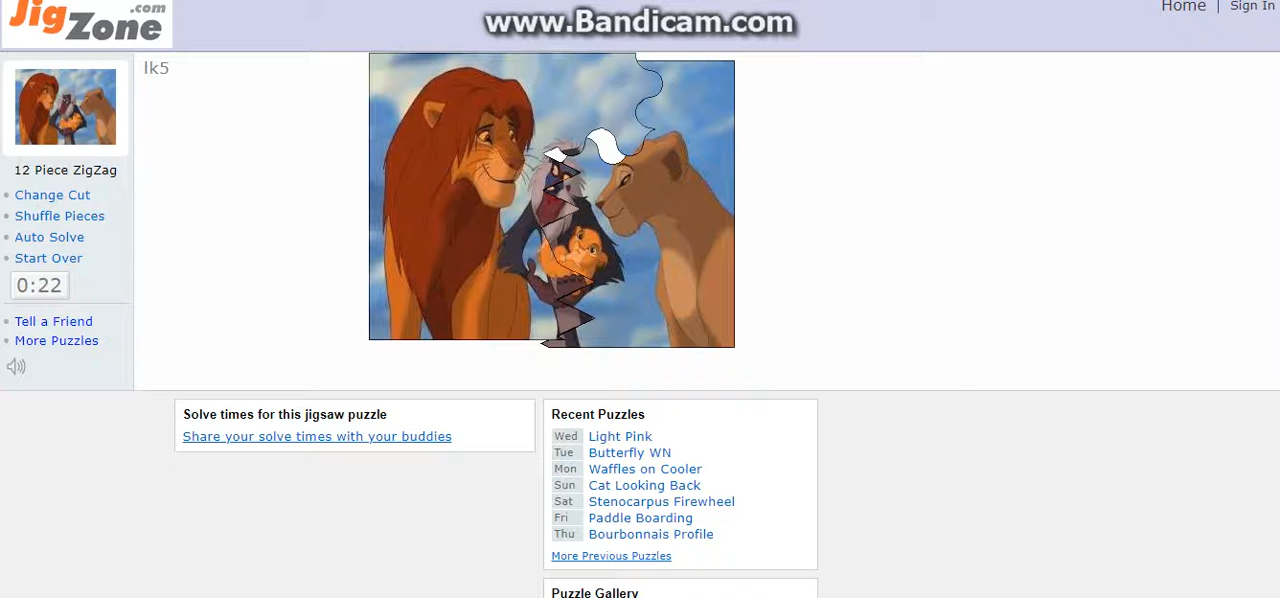 Jig
Zone
.com
www.Bandicam.com
Home | Sign In
lk5
12 Piece ZigZag
Change Cut
Shuffle Pieces
Auto Solve
Start Over
0:22
Tell a Friend
More Puzzles
Solve times for this jigsaw puzzle
Share your solve times with your buddies
Recent Puzzles
Wed Light Pink
Tue Butterfly WN
Mon Waffles on Cooler
Sun Cat Looking Back
Sat Stenocarpus Firewheel
Fri Paddle Boarding
Thu Bourbonnais Profile
More Previous Puzzles
Puzzle Gallery